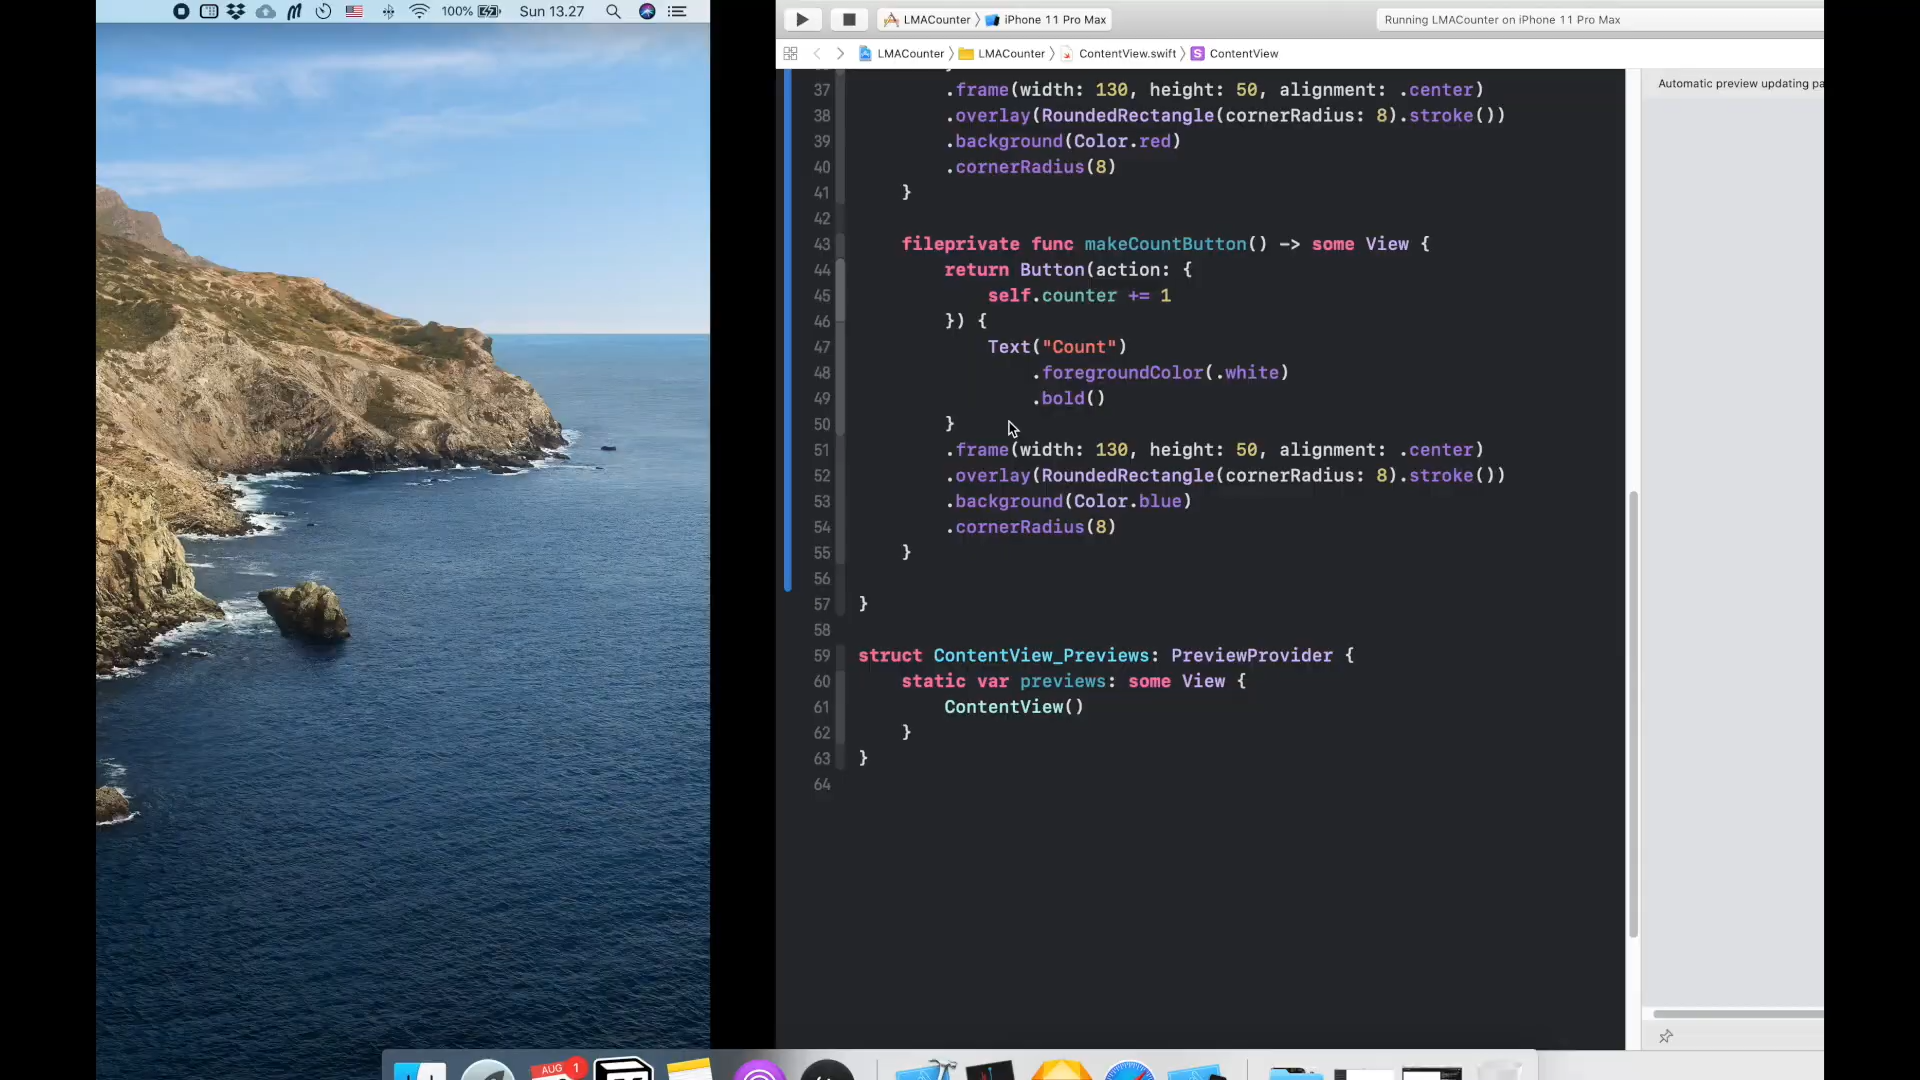 100% Sun 13.27
LMACounter iPhone 11 Pro Max
Running LMACounter on iPhone 11 Pro Max
LMACounter LMACounter ContentView.swift S ContentView
Automatic preview updating pa
37 .frame(width: 130, height: 50, alignment: .center)
38 .overlay(RoundedRectangle(cornerRadius: 8).stroke())
39 .background(Color.red)
40 .cornerRadius(8)
41 }
42
43 fileprivate func makeCountButton() -> some View {
44 return Button(action: {
45 self.counter += 1
46 }) {
47 Text("Count")
48 .foregroundColor(.white)
49 .bold()
50 }
51 .frame(width: 130, height: 50, alignment: .center)
52 .overlay(RoundedRectangle(cornerRadius: 8).stroke())
53 .background(Color.blue)
54 .cornerRadius(8)
55 }
56
57 }
58
59 struct ContentView_Previews: PreviewProvider {
60 static var previews: some View {
61 ContentView()
62 }
63 }
64
AUG 1